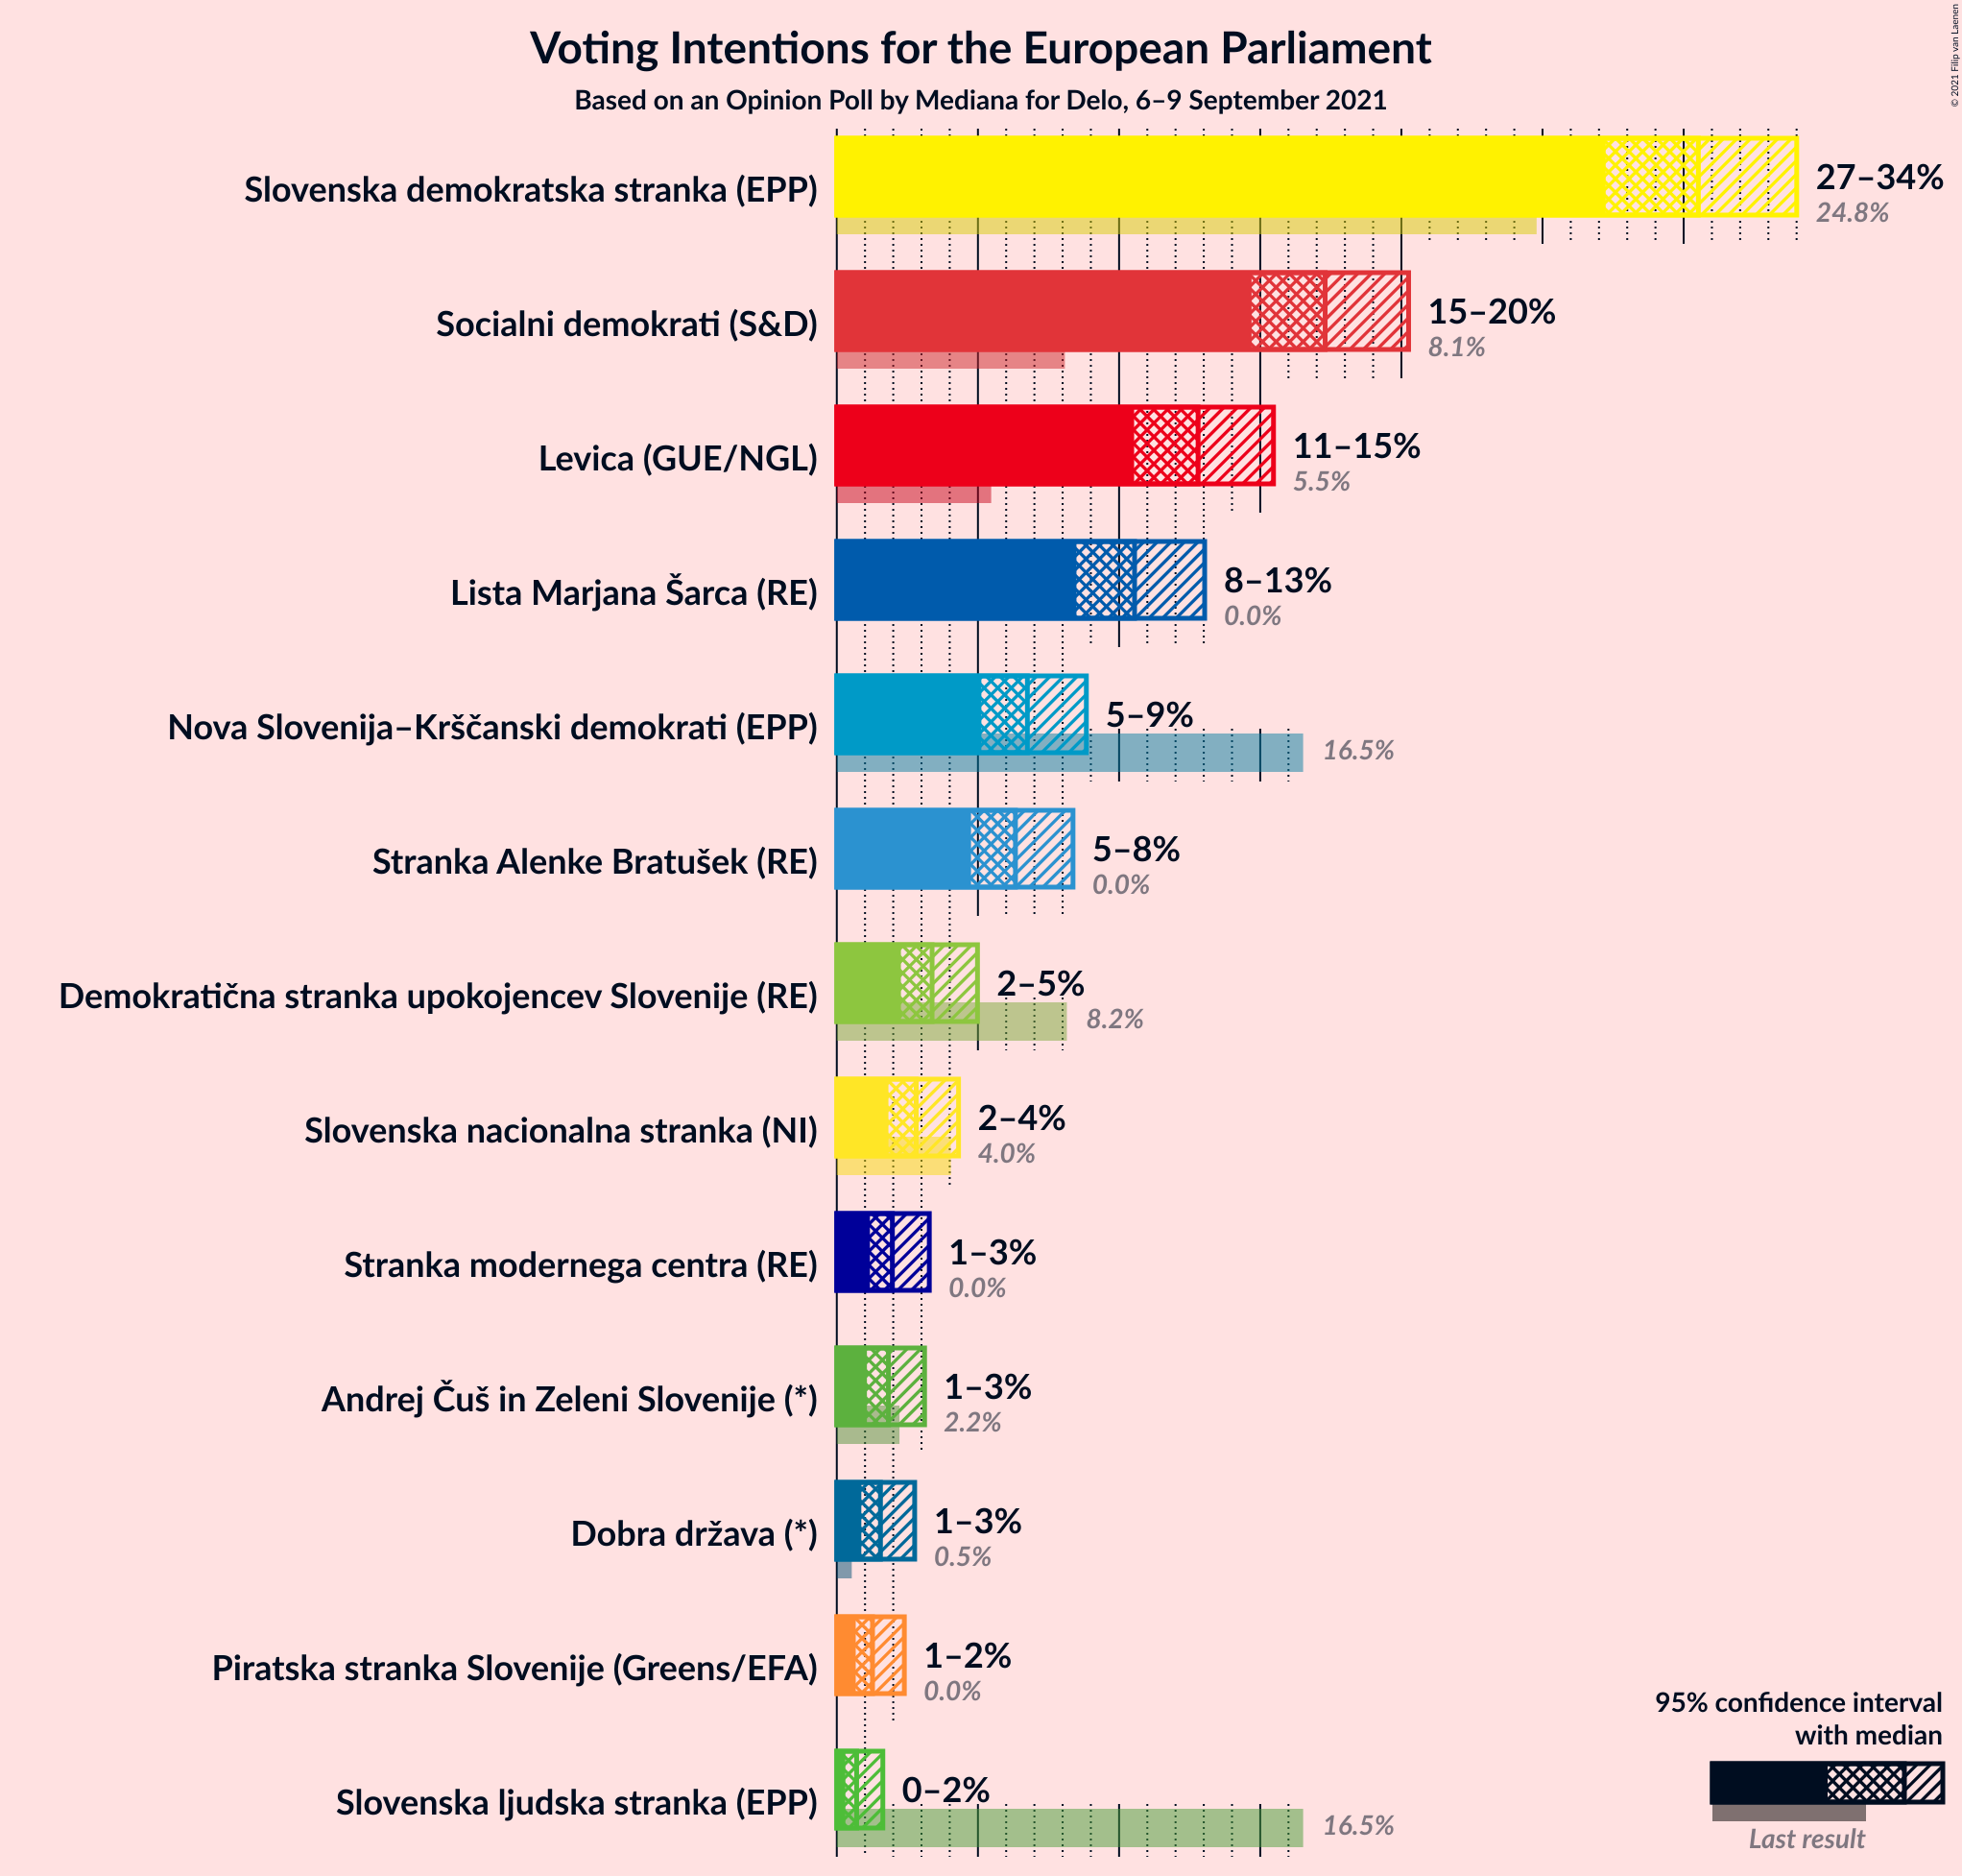 Voting Intentions for the European Parliament
Based on an Opinion Poll by Mediana for Delo, 6–9 September 2021
© 2021 Filip van Laenen
Slovenska demokratska stranka (EPP)
27–34%
24.8%
Socialni demokrati (S&D)
15–20%
8.1%
Levica (GUE/NGL)
11–15%
5.5%
Lista Marjana Šarca (RE)
8–13%
0.0%
Nova Slovenija–Krščanski demokrati (EPP)
5–9%
16.5%
Stranka Alenke Bratušek (RE)
5–8%
0.0%
Demokratična stranka upokojencev Slovenije (RE)
2–5%
8.2%
Slovenska nacionalna stranka (NI)
2–4%
4.0%
Stranka modernega centra (RE)
1–3%
0.0%
Andrej Čuš in Zeleni Slovenije (*)
1–3%
2.2%
Dobra država (*)
1–3%
0.5%
Piratska stranka Slovenije (Greens/EFA)
1–2%
0.0%
Slovenska ljudska stranka (EPP)
0–2%
16.5%
95% confidence interval
with median
Last result